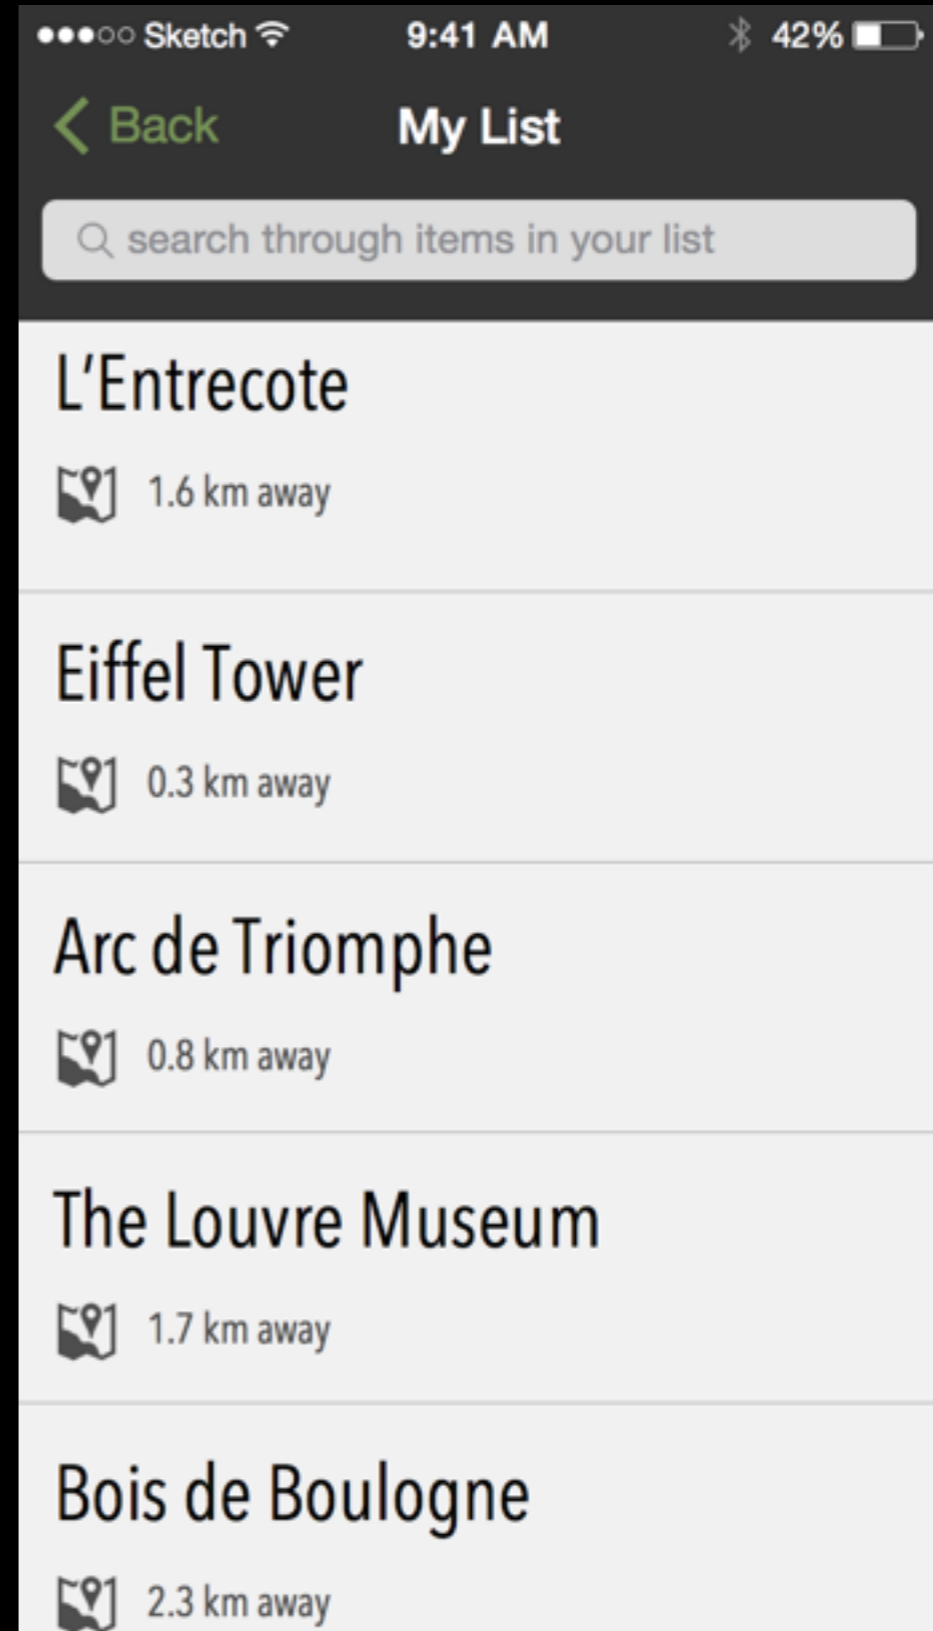 Sketch 9:41 AM 42%
Back My List
search through items in your list
L’Entrecote
1.6 km away
Eiffel Tower
0.3 km away
Arc de Triomphe
0.8 km away
The Louvre Museum
1.7 km away
Bois de Boulogne
2.3 km away